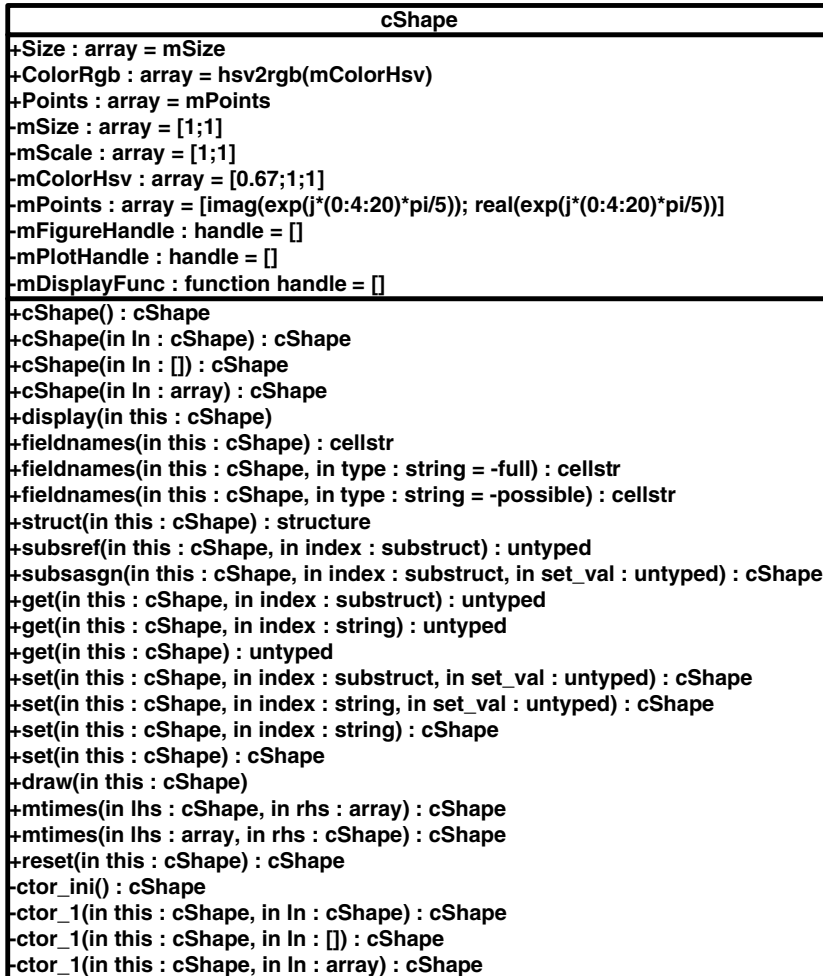 cShape
+Size : array = mSize
+ColorRgb : array = hsv2rgb(mColorHsv)
+Points : array = mPoints
-mSize : array = [1;1]
-mScale : array = [1;1]
-mColorHsv : array = [0.67;1;1]
-mPoints : array = [imag(exp(j*(0:4:20)*pi/5)); real(exp(j*(0:4:20)*pi/5))]
-mFigureHandle : handle = []
-mPlotHandle : handle = []
-mDisplayFunc : function handle = []
+cShape() : cShape
+cShape(in In : cShape) : cShape
+cShape(in In : []) : cShape
+cShape(in In : array) : cShape
+display(in this : cShape)
+fieldnames(in this : cShape) : cellstr
+fieldnames(in this : cShape, in type : string = -full) : cellstr
+fieldnames(in this : cShape, in type : string = -possible) : cellstr
+struct(in this : cShape) : structure
+subsref(in this : cShape, in index : substruct) : untyped
+subsasgn(in this : cShape, in index : substruct, in set_val : untyped) : cShape
+get(in this : cShape, in index : substruct) : untyped
+get(in this : cShape, in index : string) : untyped
+get(in this : cShape) : untyped
+set(in this : cShape, in index : substruct, in set_val : untyped) : cShape
+set(in this : cShape, in index : string, in set_val : untyped) : cShape
+set(in this : cShape, in index : string) : cShape
+set(in this : cShape) : cShape
+draw(in this : cShape)
+mtimes(in lhs : cShape, in rhs : array) : cShape
+mtimes(in lhs : array, in rhs : cShape) : cShape
+reset(in this : cShape) : cShape
-ctor_ini() : cShape
-ctor_1(in this : cShape, in In : cShape) : cShape
-ctor_1(in this : cShape, in In : []) : cShape
-ctor_1(in this : cShape, in In : array) : cShape